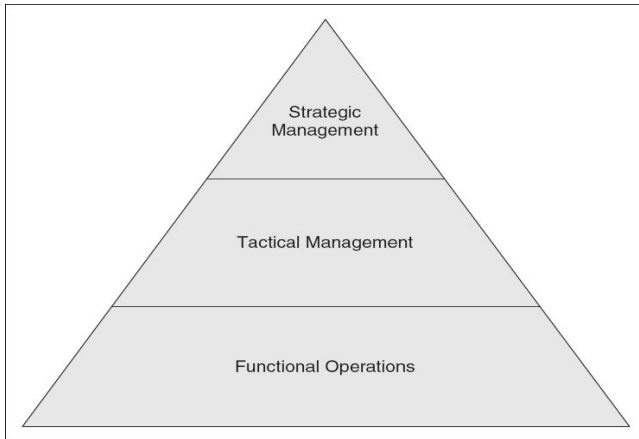 Strategic
Management
Tactical Management
Functional Operations